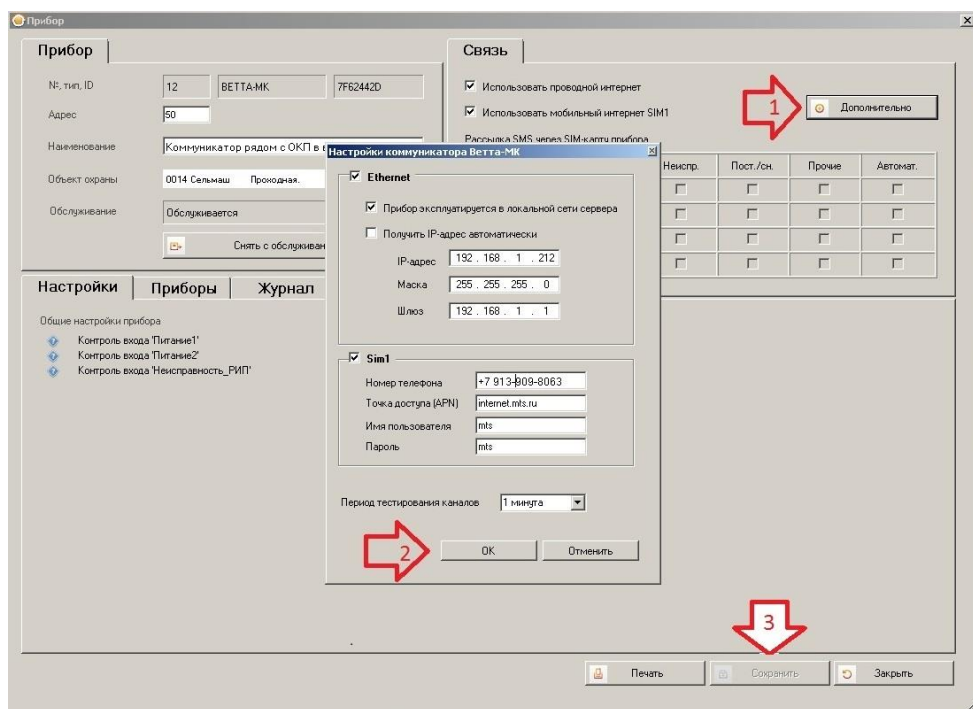 Прибор
Прибор
№, тип, ID 12 ВЕТТА-МК 7F62442D
Адрес 50
Наименование Коммуникатор рядом с ОКП в
Объект охраны 0014 Сельмаш Проходная.
Обслуживание Обслуживается
Снять с обслуживан
Связь
Использовать проводной интернет
Использовать мобильный интернет SIM1
1
Дополнительно
Рассылка SMS через SIM-карту прибора
Неиспр. Пост./сн. Прочие Автомат.
Настройки Приборы Журнал
Общие настройки прибора
Контроль входа 'Питание1'
Контроль входа 'Питание2'
Контроль входа 'Неисправность_РИП'
Настройки коммуникатора Ветта-МК
Ethernet
Прибор эксплуатируется в локальной сети сервера
Получить IP-адрес автоматически
IP-адрес 192 . 168 . 1 . 212
Маска 255 . 255 . 255 . 0
Шлюз 192 . 168 . 1 . 1
Sim1
Номер телефона +7 913-909-8063
Точка доступа (APN) internet.mts.ru
Имя пользователя mts
Пароль mts
Период тестирования каналов 1 минута
2
OK Отменить
3
Печать Сохранить Закрыть